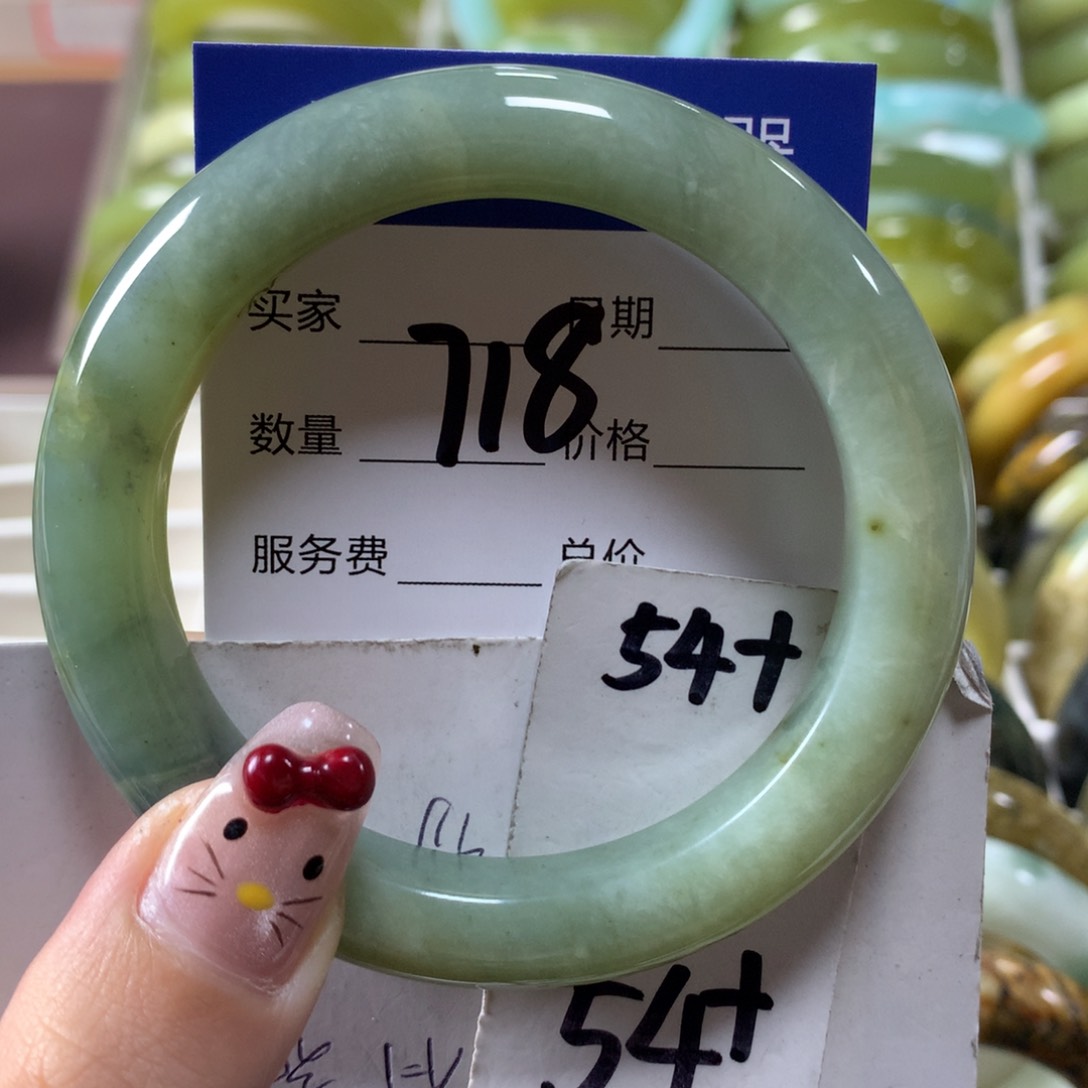 买家 日期
718
数量 价格
服务费 总价
54+
54+